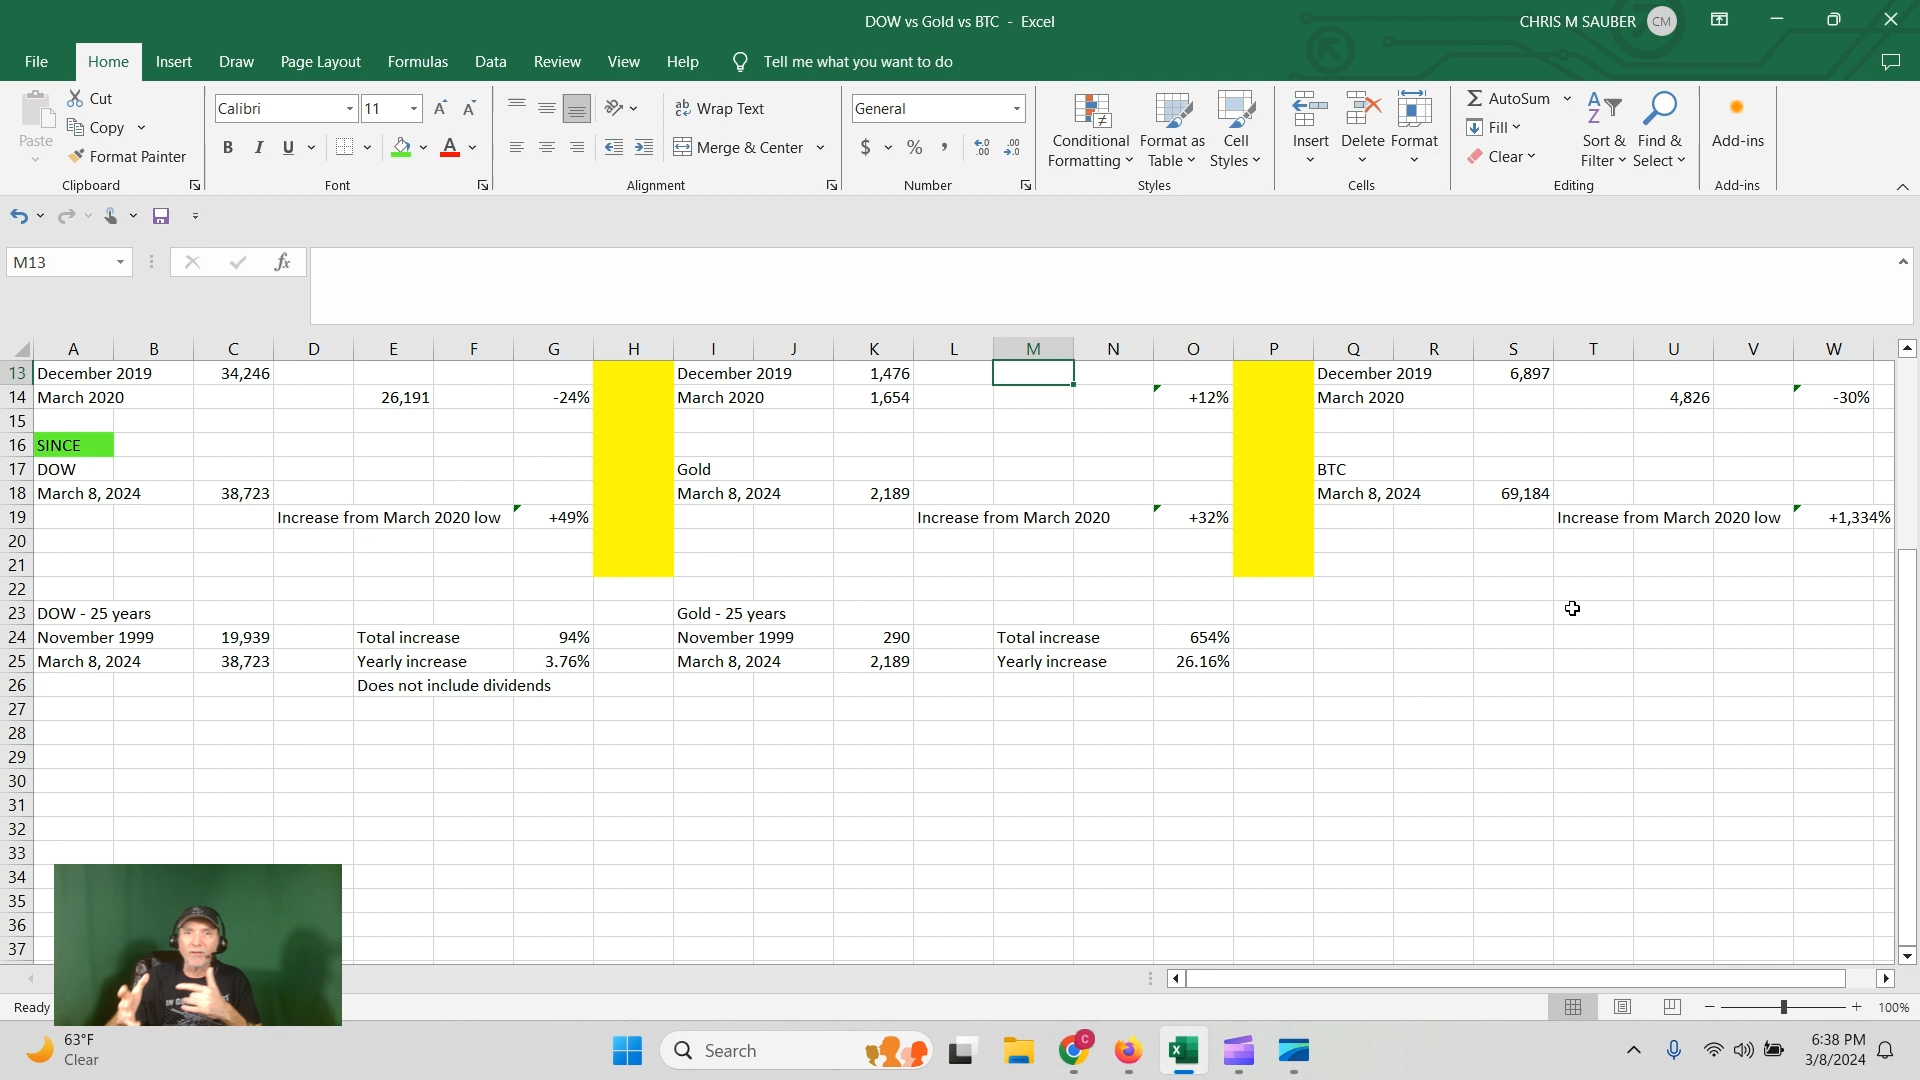 DOW vs Gold vs BTC - Excel
CHRIS M SAUBER CM
File Home Insert Draw Page Layout Formulas Data Review View Help Tell me what you want to do
Paste
Cut
Copy
Format Painter
Clipboard
Calibri 11
B I U
Font
Wrap Text
Merge & Center
Alignment
General
$ % ,
Number
Conditional Formatting
Format as Table
Cell Styles
Styles
Insert Delete Format
Cells
AutoSum
Fill
Clear
Sort & Filter
Find & Select
Editing
Add-ins
Add-ins
M13 fx
A B C D E F G H I J K L M N O P Q R S T U V W
13 December 2019 34,246 December 2019 1,476 December 2019 6,897
14 March 2020 26,191 -24% March 2020 1,654 +12% March 2020 4,826 -30%
15
16 SINCE
17 DOW Gold BTC
18 March 8, 2024 38,723 March 8, 2024 2,189 March 8, 2024 69,184
19 Increase from March 2020 low +49% Increase from March 2020 +32% Increase from March 2020 low +1,334%
20
21
22
23 DOW - 25 years Gold - 25 years
24 November 1999 19,939 Total increase 94% November 1999 290 Total increase 654%
25 March 8, 2024 38,723 Yearly increase 3.76% March 8, 2024 2,189 Yearly increase 26.16%
26 Does not include dividends
27
28
29
30
31
32
33
34
35
36
37
Ready
100%
63°F
Clear
Search
6:38 PM
3/8/2024